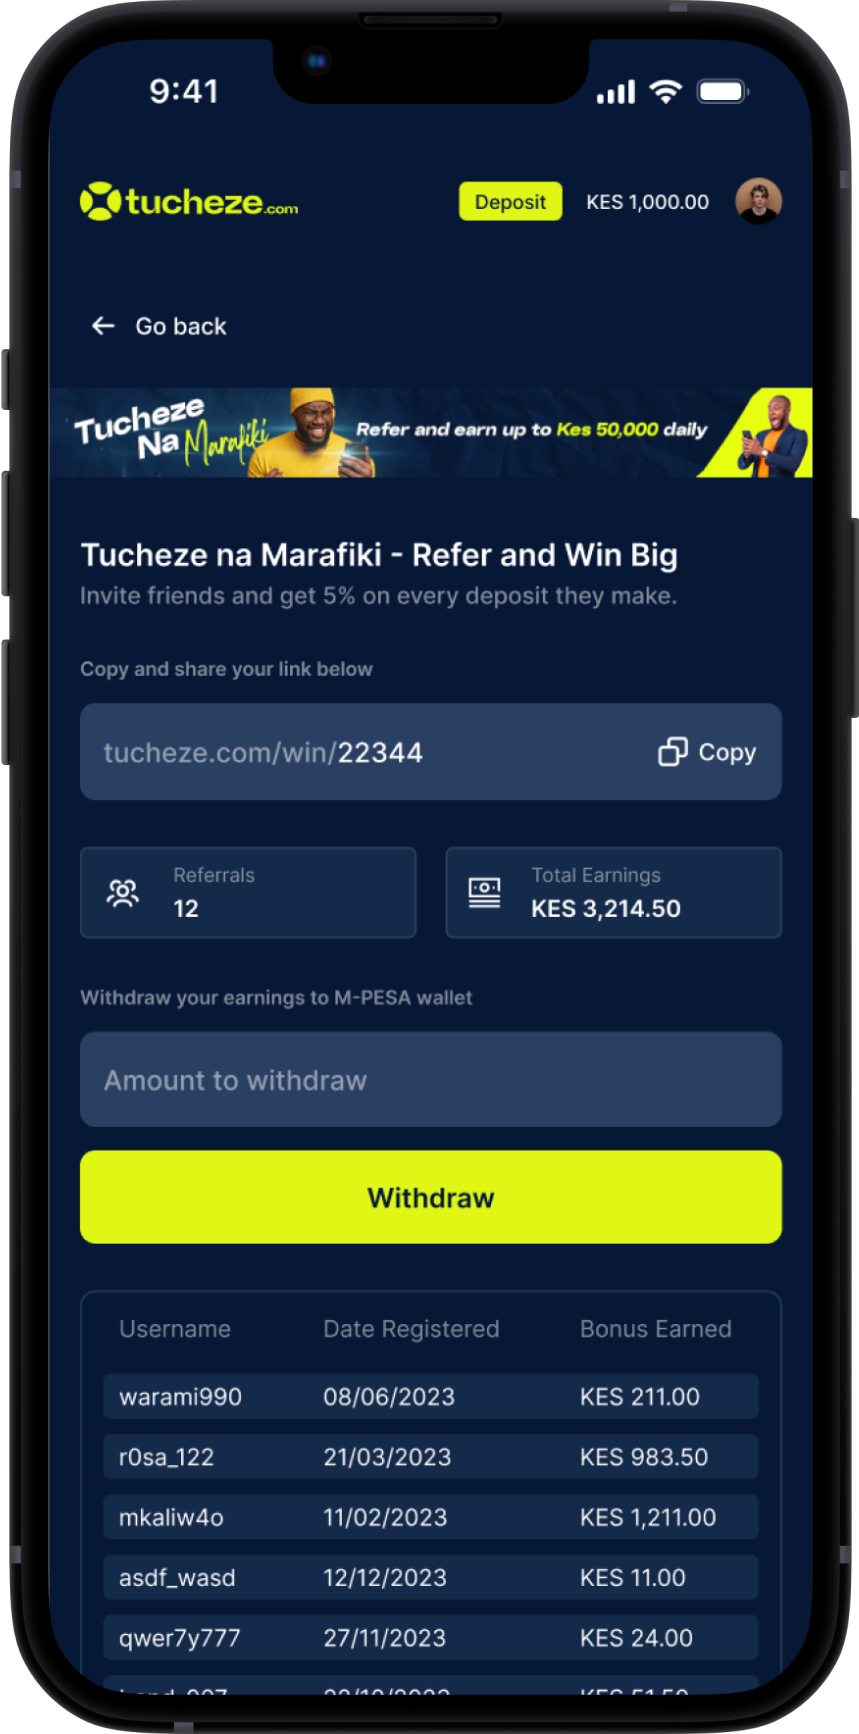 9:41
tucheze.com
Deposit
KES 1,000.00
Go back
Tucheze
Na Marafiki
Refer and earn up to Kes 50,000 daily
Tucheze na Marafiki - Refer and Win Big
Invite friends and get 5% on every deposit they make.
Copy and share your link below
tucheze.com/win/22344
Copy
Referrals
12
Total Earnings
KES 3,214.50
Withdraw your earnings to M-PESA wallet
Amount to withdraw
Withdraw
Username Date Registered Bonus Earned
warami990 08/06/2023 KES 211.00
r0sa_122 21/03/2023 KES 983.50
mkaliw4o 11/02/2023 KES 1,211.00
asdf_wasd 12/12/2023 KES 11.00
qwer7y777 27/11/2023 KES 24.00
KES 51.50